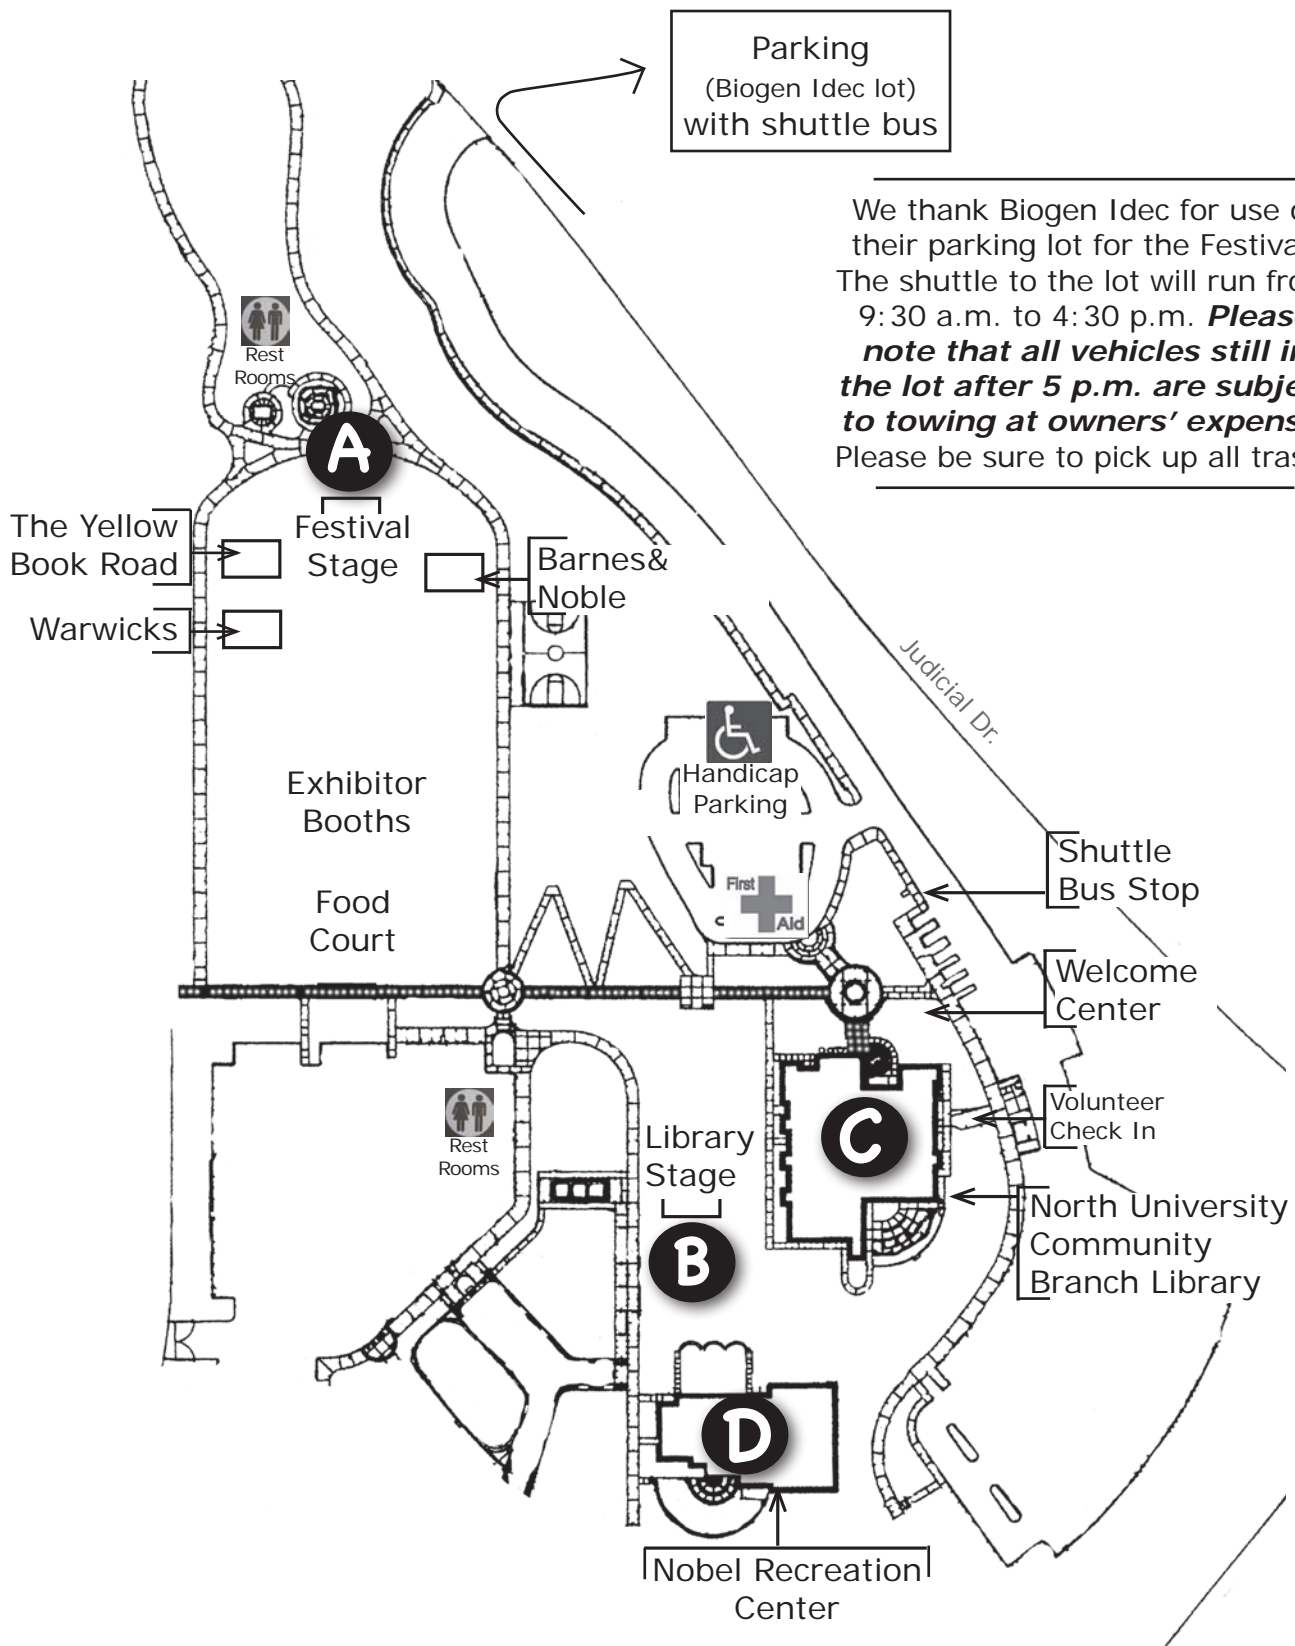 Parking
(Biogen Idec lot)
with shuttle bus
We thank Biogen Idec for use
their parking lot for the Festiva
The shuttle to the lot will run fro
9:30 a.m. to 4:30 p.m. Pleas
note that all vehicles still i
the lot after 5 p.m. are subje
to towing at owners' expens
Please be sure to pick up all tras
Rest
Rooms
A
The Yellow
Book Road
Festival
Stage
Barnes&
Noble
Warwicks
Judicial Dr.
Handicap
Parking
Exhibitor
Booths
Shuttle
Bus Stop
First
Aid
Food
Court
Welcome
Center
Volunteer
Check In
C
Rest
Rooms
Library
Stage
B
North University
Community
Branch Library
D
Nobel Recreation
Center